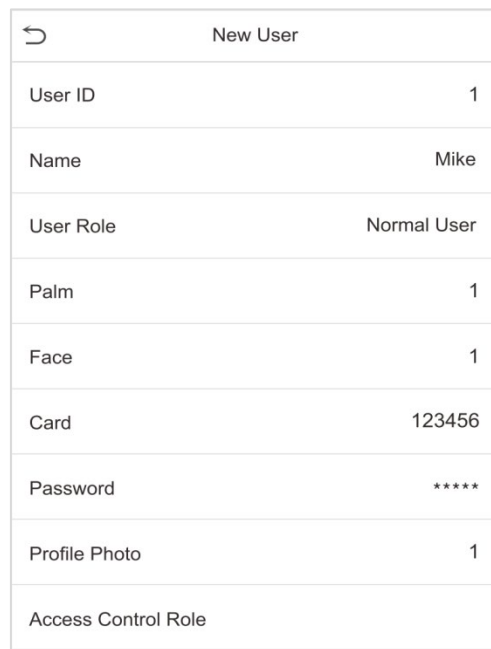 New User
User ID 1
Name Mike
User Role Normal User
Palm 1
Face 1
Card 123456
Password *****
Profile Photo 1
Access Control Role